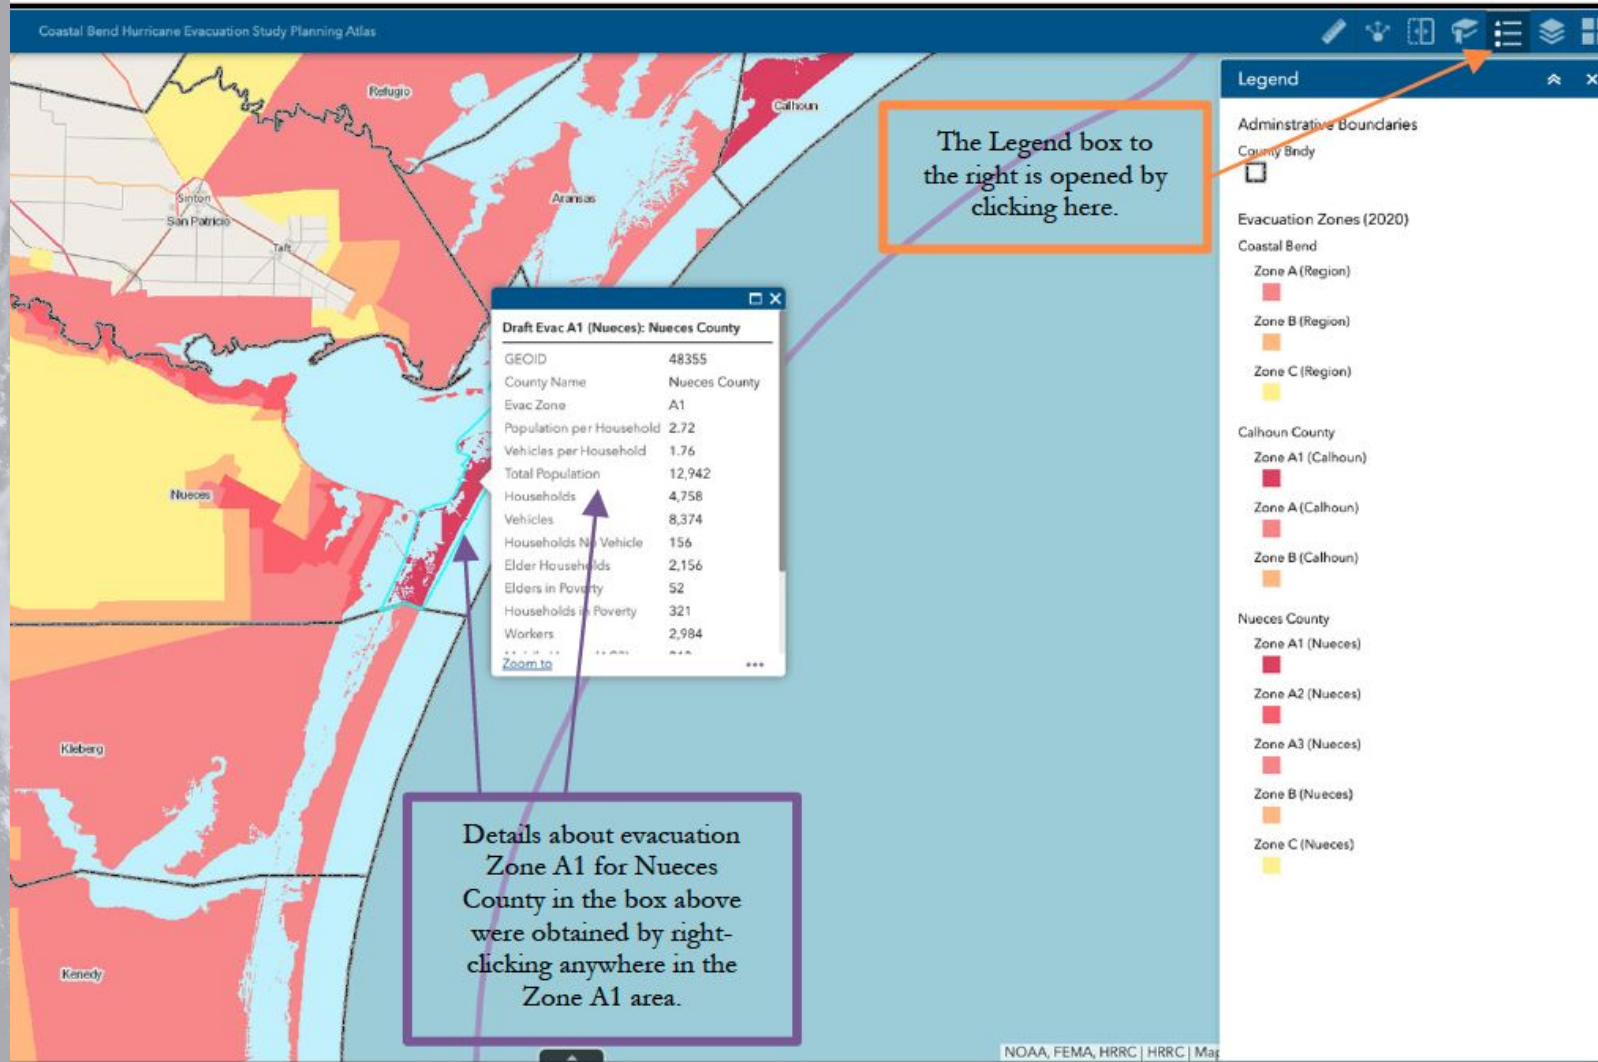 Coastal Bend Hurricane Evacuation Study Planning Atlas
Refugio
Calhoun
Aransas
Sinton
San Patricio
Taft
Nueces
Kleberg
Kenedy
The Legend box to
the right is opened by
clicking here.
Draft Evac A1 (Nueces): Nueces County
GEOID 48355
County Name Nueces County
Evac Zone A1
Population per Household 2.72
Vehicles per Household 1.76
Total Population 12,942
Households 4,758
Vehicles 8,374
Households No Vehicle 156
Elder Households 2,156
Elders in Poverty 52
Households in Poverty 321
Workers 2,984
Zoom to
Details about evacuation
Zone A1 for Nueces
County in the box above
were obtained by right-
clicking anywhere in the
Zone A1 area.
Legend
Adminstrative Boundaries
County Bndy
Evacuation Zones (2020)
Coastal Bend
Zone A (Region)
Zone B (Region)
Zone C (Region)
Calhoun County
Zone A1 (Calhoun)
Zone A (Calhoun)
Zone B (Calhoun)
Nueces County
Zone A1 (Nueces)
Zone A2 (Nueces)
Zone A3 (Nueces)
Zone B (Nueces)
Zone C (Nueces)
NOAA, FEMA, HRRC | HRRC | Map